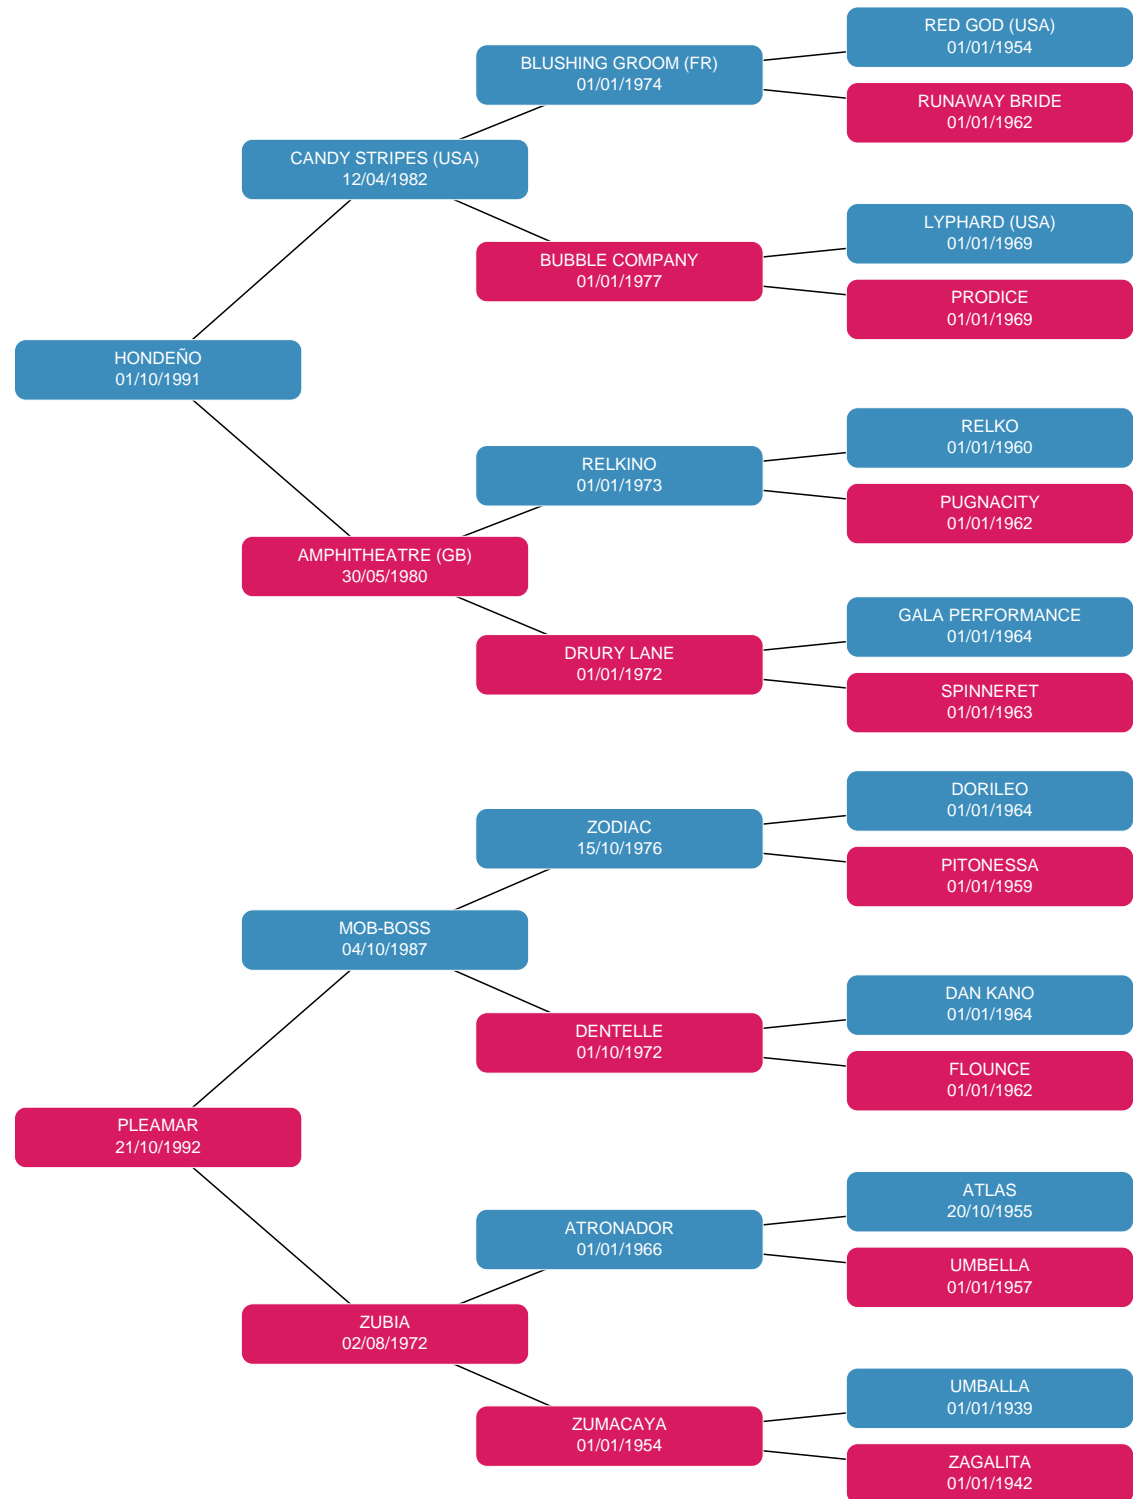 RED GOD (USA)
01/01/1954
BLUSHING GROOM (FR)
01/01/1974
RUNAWAY BRIDE
01/01/1962
CANDY STRIPES (USA)
12/04/1982
LYPHARD (USA)
01/01/1969
BUBBLE COMPANY
01/01/1977
PRODICE
01/01/1969
HONDEÑO
01/10/1991
RELKO
01/01/1960
RELKINO
01/01/1973
PUGNACITY
01/01/1962
AMPHITHEATRE (GB)
30/05/1980
GALA PERFORMANCE
01/01/1964
DRURY LANE
01/01/1972
SPINNERET
01/01/1963
DORILEO
01/01/1964
ZODIAC
15/10/1976
PITONESSA
01/01/1959
MOB-BOSS
04/10/1987
DAN KANO
01/01/1964
DENTELLE
01/10/1972
FLOUNCE
01/01/1962
PLEAMAR
21/10/1992
ATLAS
20/10/1955
ATRONADOR
01/01/1966
UMBELLA
01/01/1957
ZUBIA
02/08/1972
UMBALLA
01/01/1939
ZUMACAYA
01/01/1954
ZAGALITA
01/01/1942